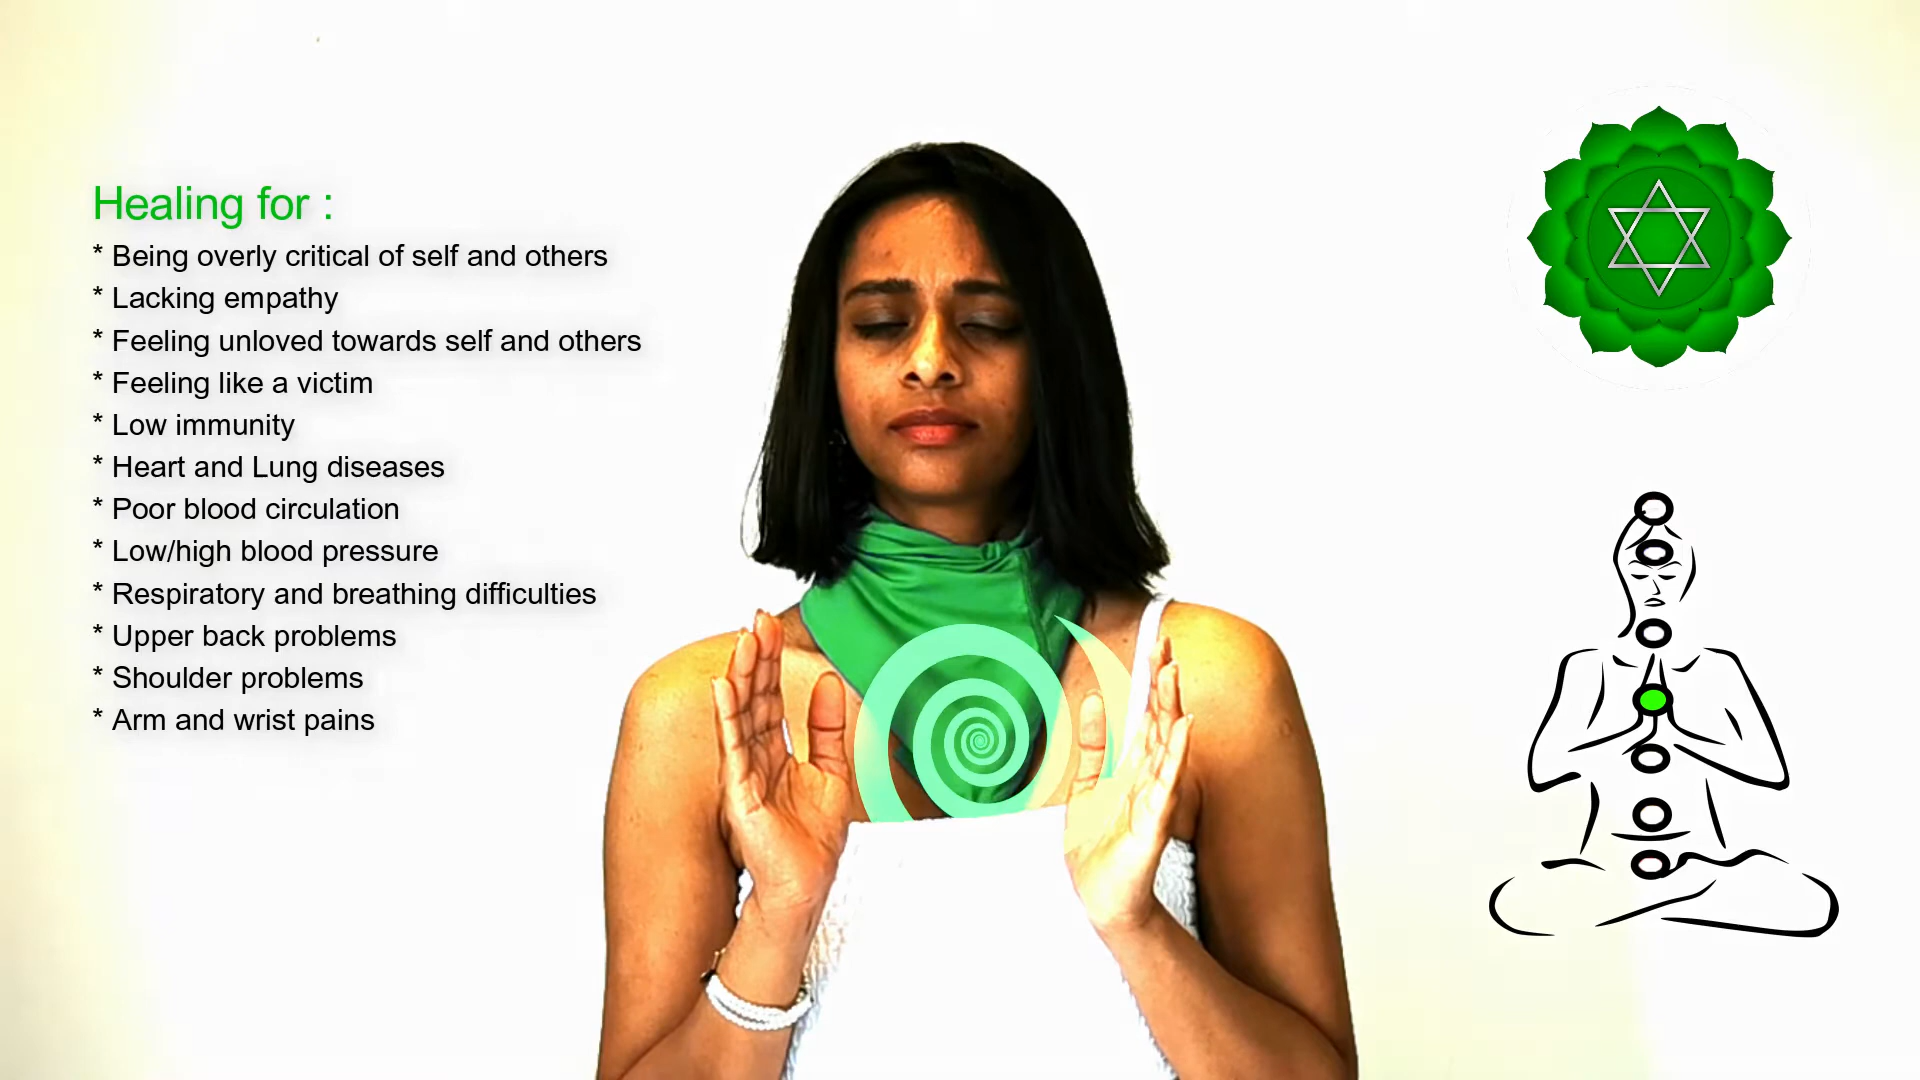 Healing for :
* Being overly critical of self and others
* Lacking empathy
* Feeling unloved towards self and others
* Feeling like a victim
* Low immunity
* Heart and Lung diseases
* Poor blood circulation
* Low/high blood pressure
* Respiratory and breathing difficulties
* Upper back problems
* Shoulder problems
* Arm and wrist pains